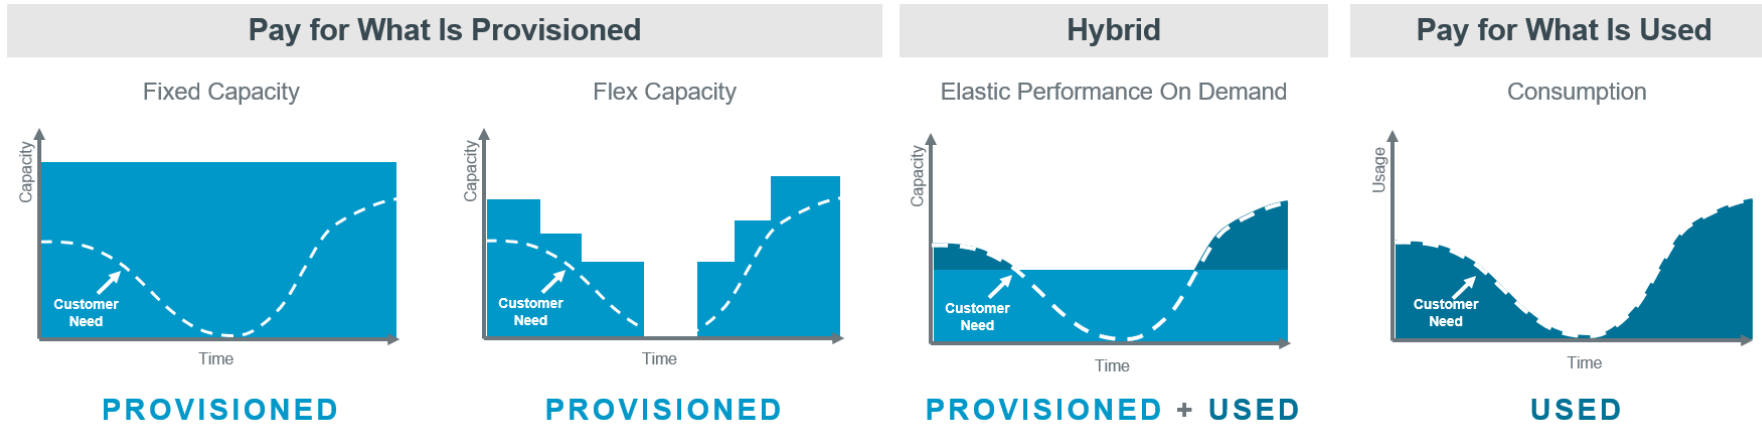 Pay for What Is Provisioned
Hybrid
Pay for What Is Used
Fixed Capacity
Flex Capacity
Elastic Performance On Demand
Consumption
Capacity
Customer
Need
Time
Capacity
Customer
Need
Time
Capacity
Customer
Need
Time
Usage
Customer
Need
Time
PROVISIONED
PROVISIONED
PROVISIONED + USED
USED